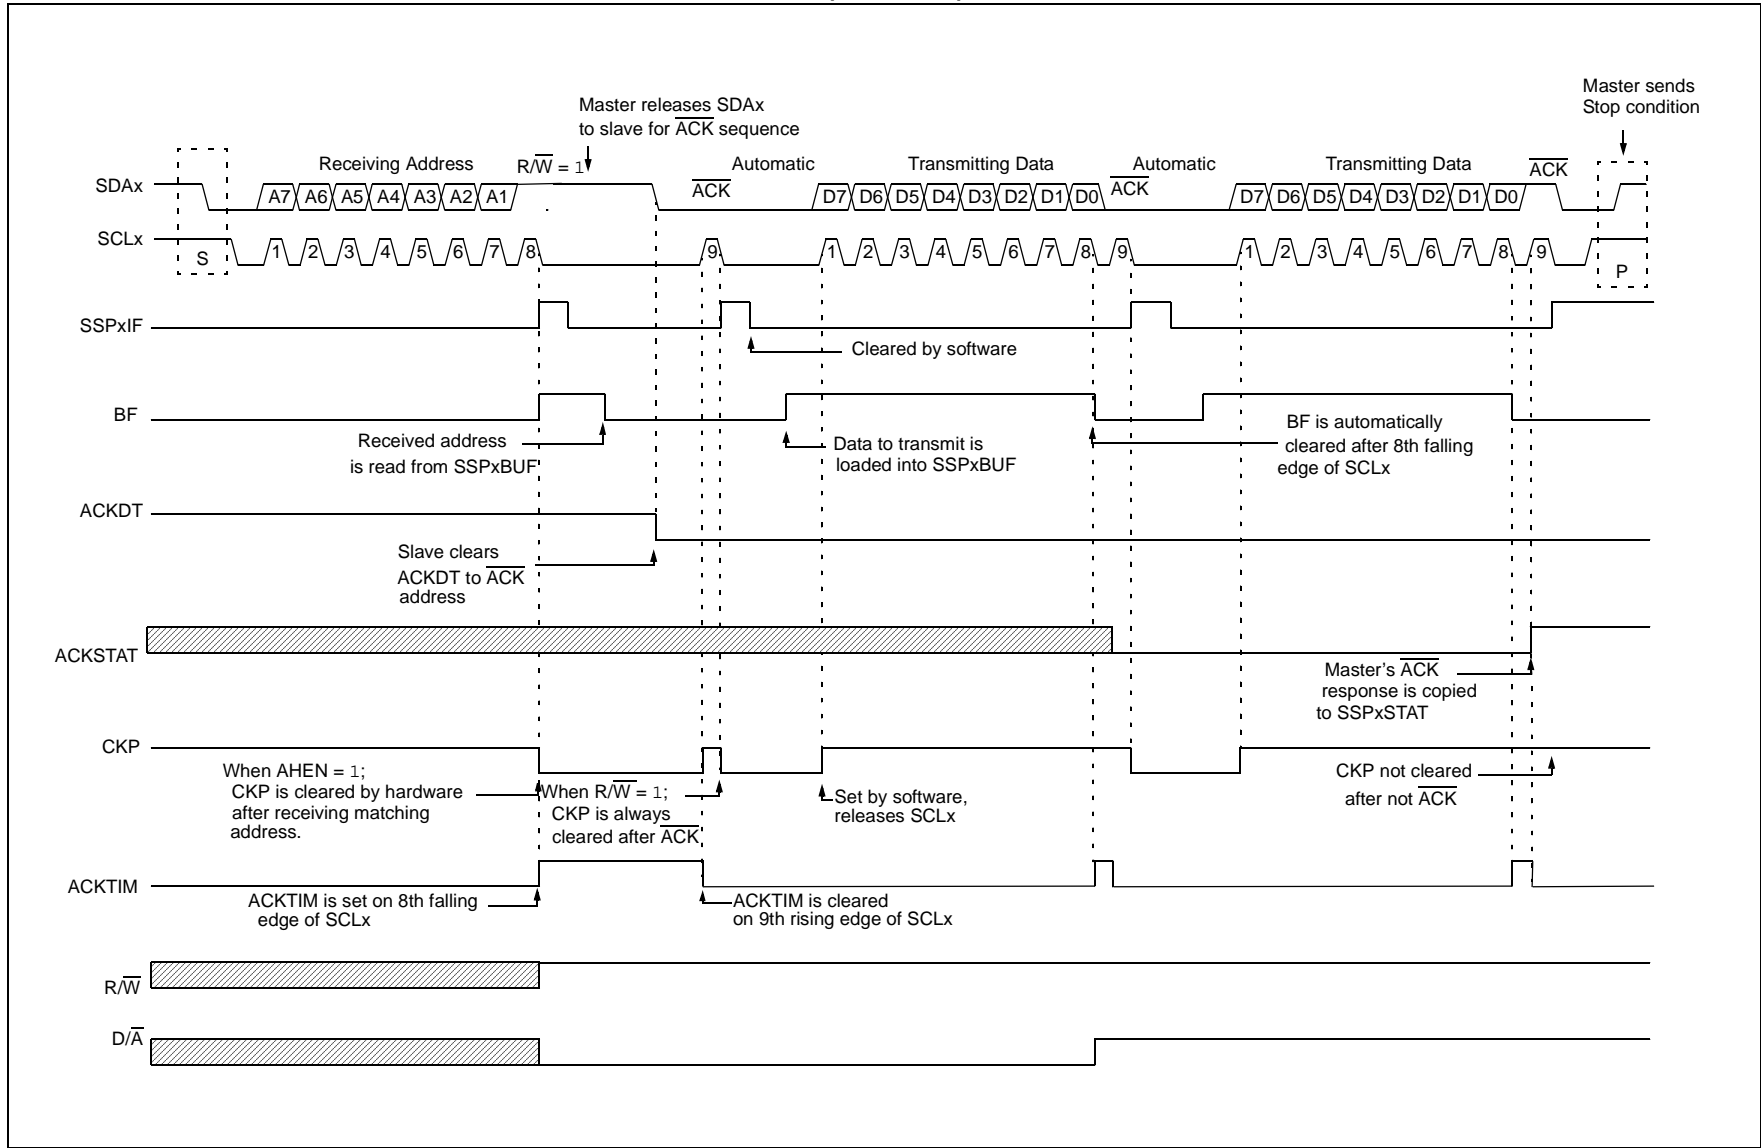 Master sends
Stop condition
Master releases SDAx
to slave for ACK sequence
Receiving Address
R/W = 1
Automatic
Transmitting Data
Automatic
Transmitting Data
ACK
SDAx
A7 A6 A5 A4 A3 A2 A1
ACK
D7 D6 D5 D4 D3 D2 D1 D0
ACK
D7 D6 D5 D4 D3 D2 D1 D0
SCLx
S
1 2 3 4 5 6 7 8 9
1 2 3 4 5 6 7 8 9
1 2 3 4 5 6 7 8 9
P
SSPxIF
Cleared by software
BF
Received address
is read from SSPxBUF
Data to transmit is
loaded into SSPxBUF
BF is automatically
cleared after 8th falling
edge of SCLx
ACKDT
Slave clears
ACKDT to ACK
address
ACKSTAT
Master's ACK
response is copied
to SSPxSTAT
CKP
When AHEN = 1;
CKP is cleared by hardware
after receiving matching
address.
When R/W = 1;
CKP is always
cleared after ACK
Set by software,
releases SCLx
CKP not cleared
after not ACK
ACKTIM
ACKTIM is set on 8th falling
edge of SCLx
ACKTIM is cleared
on 9th rising edge of SCLx
R/W
D/A